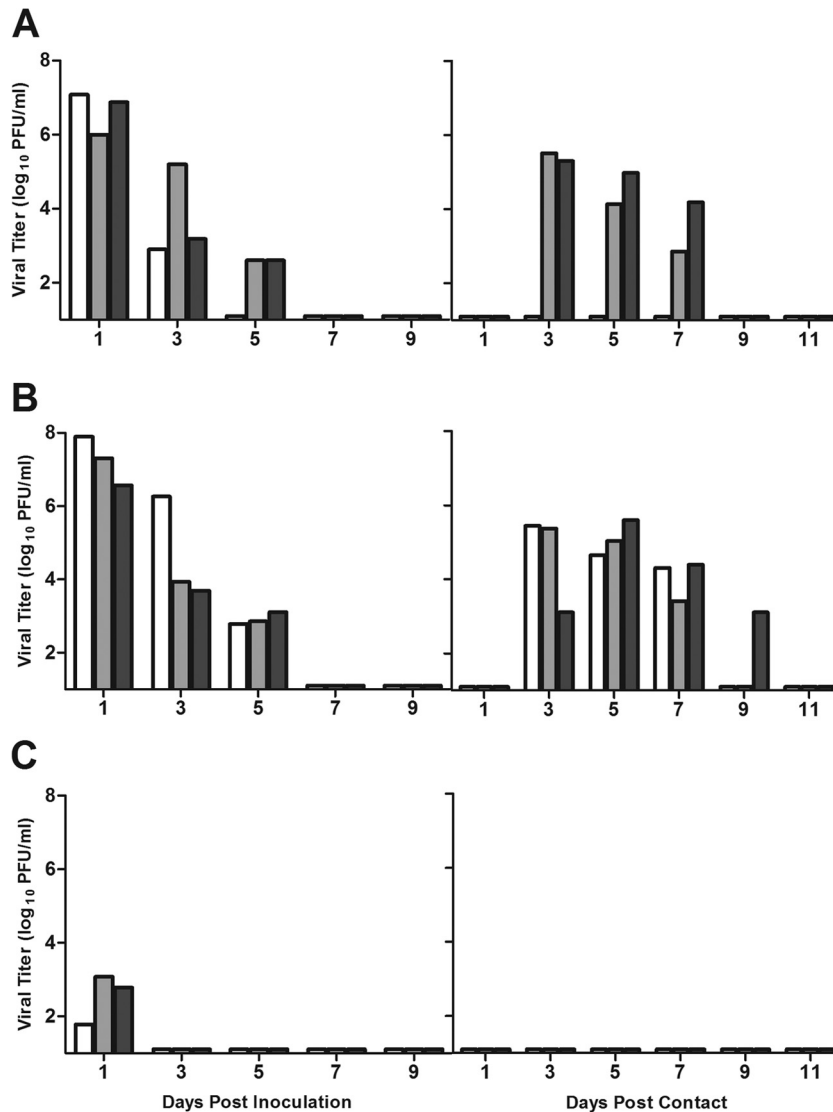 A
Viral Titer (log10 PFU/ml)
8
6
4
2
1 3 5 7 9
1 3 5 7 9 11
B
Viral Titer (log10 PFU/ml)
8
6
4
2
1 3 5 7 9
1 3 5 7 9 11
C
Viral Titer (log10 PFU/ml)
8
6
4
2
1 3 5 7 9
1 3 5 7 9 11
Days Post Inoculation
Days Post Contact